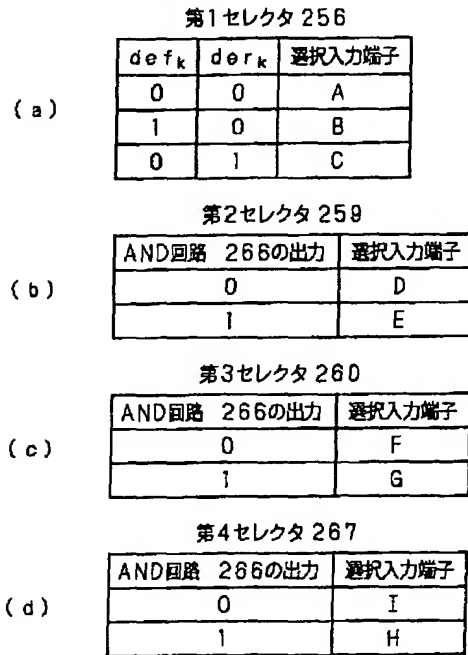 第1セレクタ 256
(a)
defk derk 選択入力端子
0 0 A
1 0 B
0 1 C
第2セレクタ 259
(b)
AND回路 266の出力 選択入力端子
0 D
1 E
第3セレクタ 260
(c)
AND回路 266の出力 選択入力端子
0 F
1 G
第4セレクタ 267
(d)
AND回路 266の出力 選択入力端子
0 I
1 H